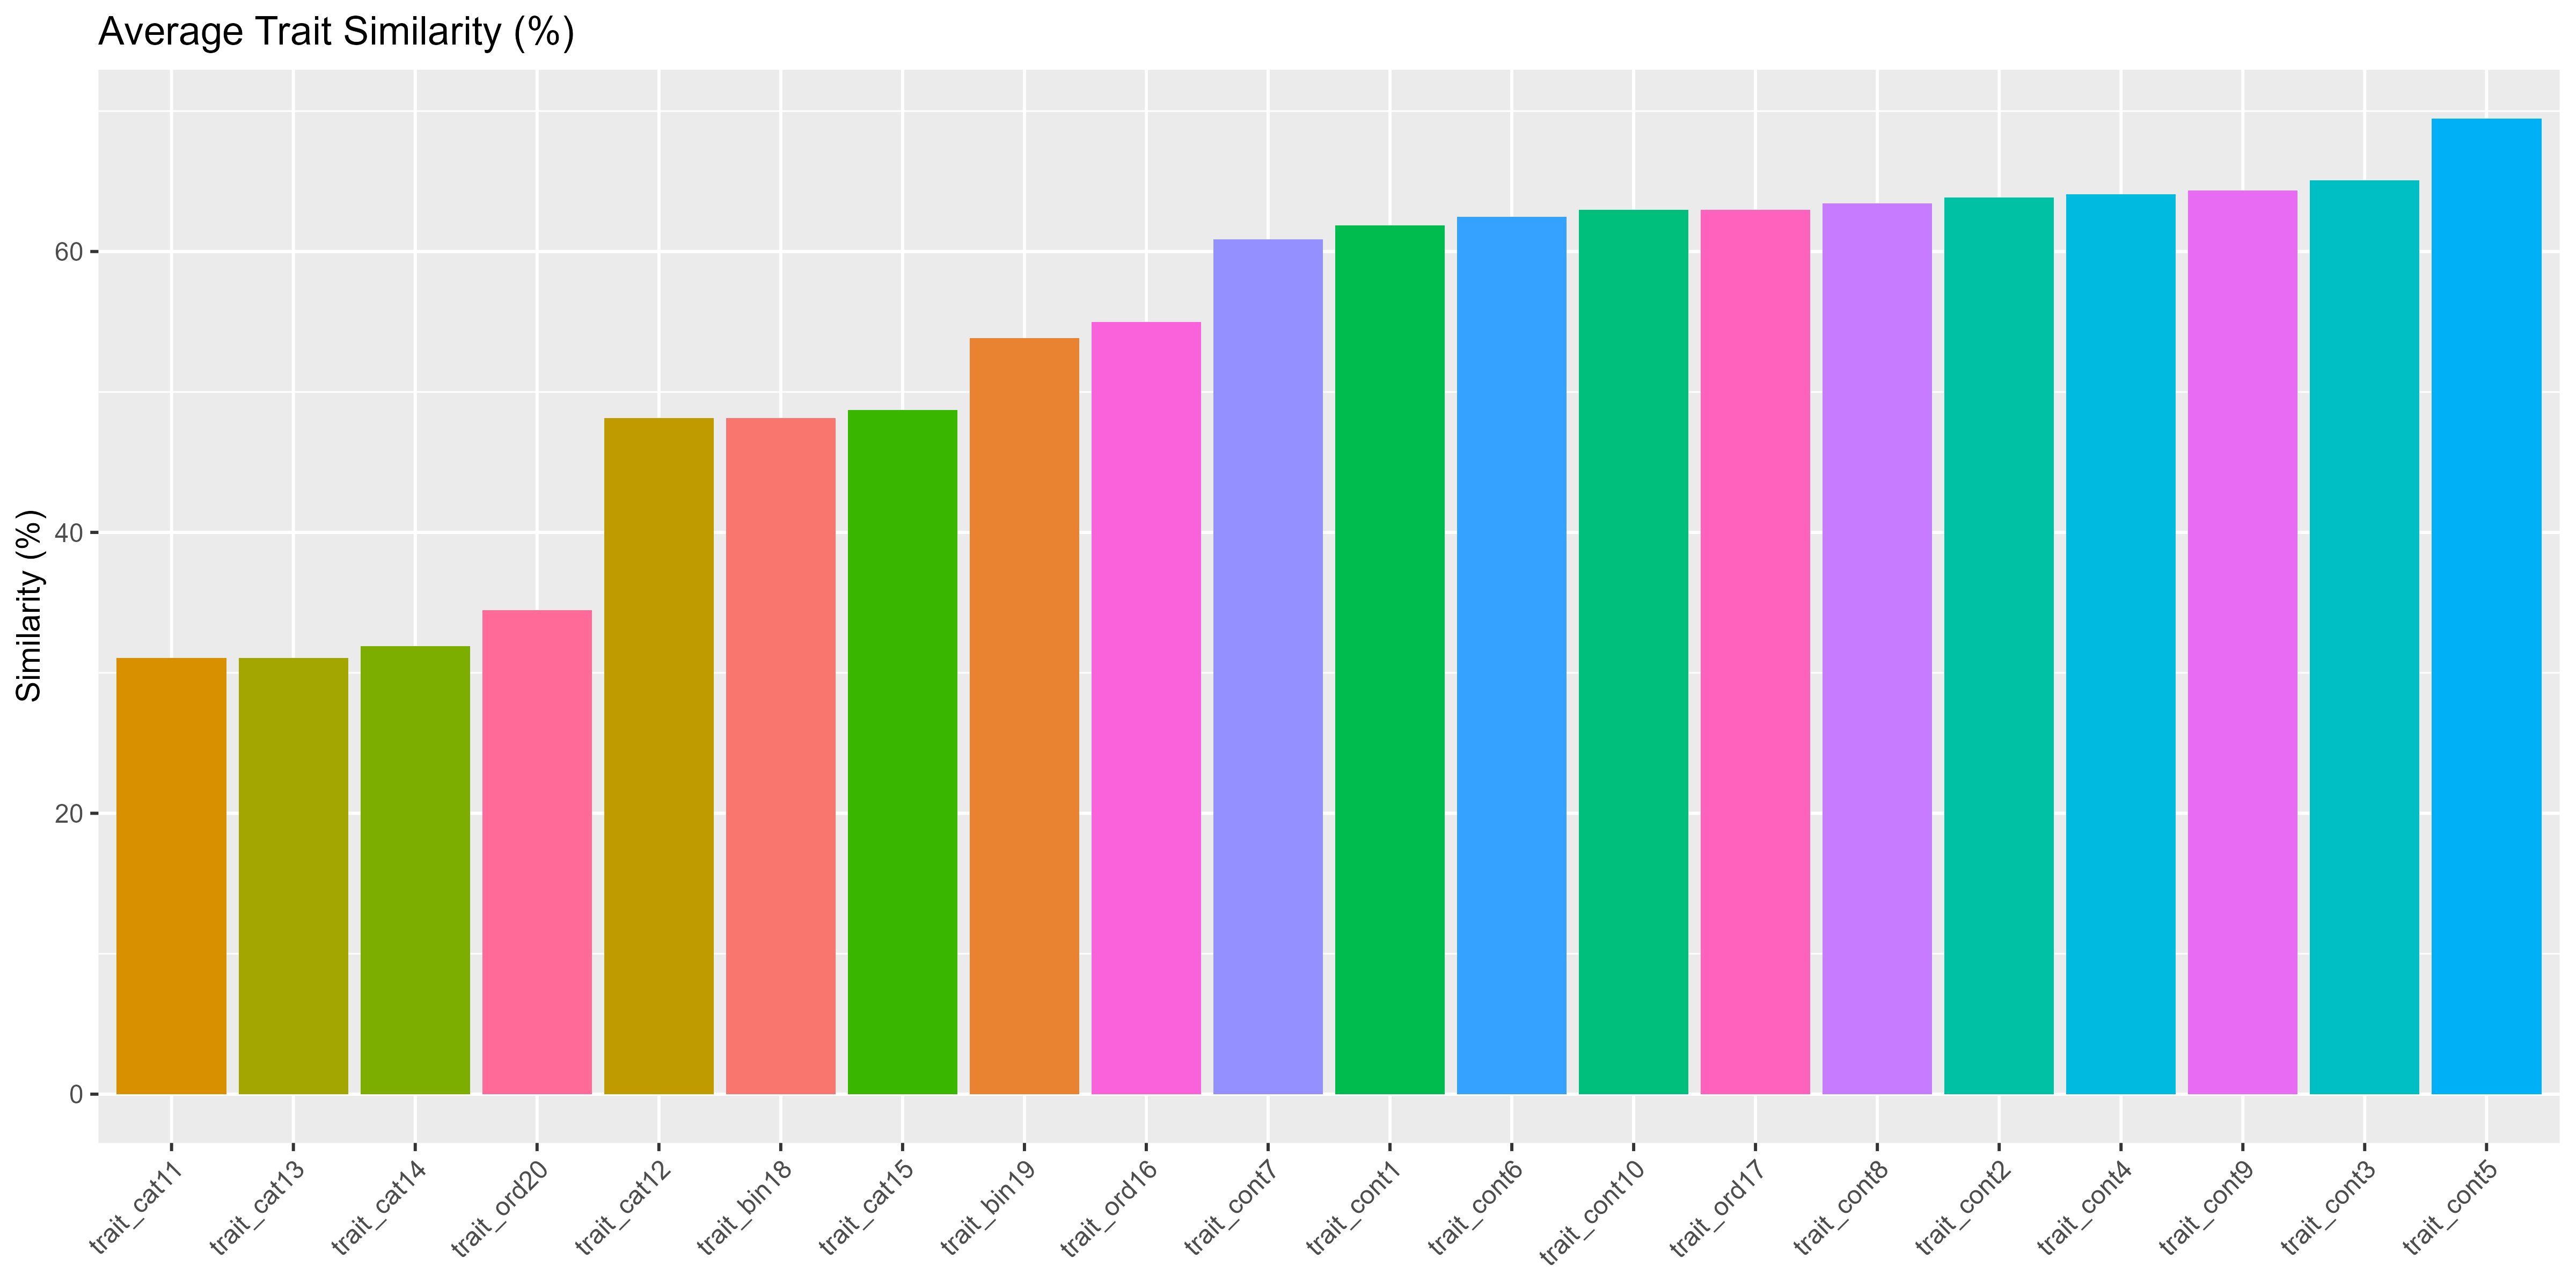 Average Trait Similarity (%)
Similarity (%)
60
40
20
0
trait_cat11
trait_cat13
trait_cat14
trait_ord20
trait_cat12
trait_bin18
trait_cat15
trait_bin19
trait_ord16
trait_cont7
trait_cont1
trait_cont6
trait_cont10
trait_ord17
trait_cont8
trait_cont2
trait_cont4
trait_cont9
trait_cont3
trait_cont5